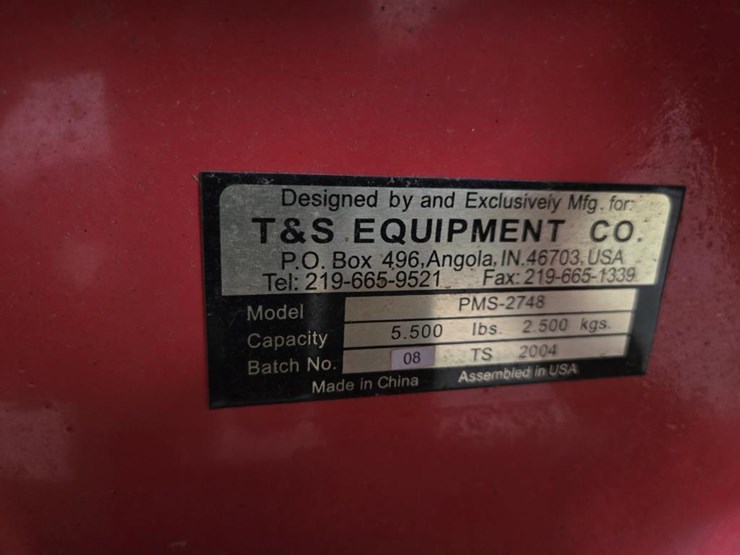 Designed by and Exclusively Mfg. for:
T&S EQUIPMENT CO.
P.O. Box 496, Angola, IN. 46703, USA
Tel: 219-665-9521 Fax: 219-665-1339
Model PMS-2748
Capacity 5.500 lbs. 2.500 kgs.
Batch No. 08 TS 2004
Made in China Assembled in USA